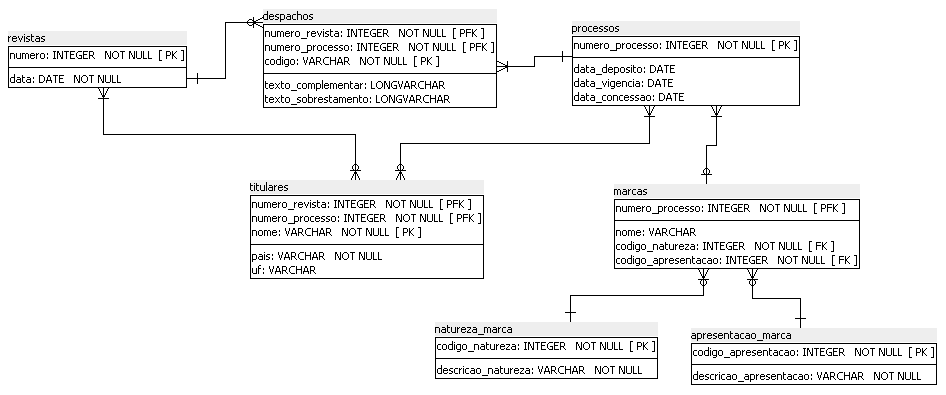 revistas
numero: INTEGER NOT NULL [ PK ]
data: DATE NOT NULL
despachos
numero_revista: INTEGER NOT NULL [ PFK ]
numero_processo: INTEGER NOT NULL [ PFK ]
codigo: VARCHAR NOT NULL [ PK ]
texto_complementar: LONGVARCHAR
texto_sobrestamento: LONGVARCHAR
processos
numero_processo: INTEGER NOT NULL [ PK ]
data_deposito: DATE
data_vigencia: DATE
data_concessao: DATE
titulares
numero_revista: INTEGER NOT NULL [ PFK ]
numero_processo: INTEGER NOT NULL [ PFK ]
nome: VARCHAR NOT NULL [ PK ]
pais: VARCHAR NOT NULL
uf: VARCHAR
marcas
numero_processo: INTEGER NOT NULL [ PFK ]
nome: VARCHAR
codigo_natureza: INTEGER NOT NULL [ FK ]
codigo_apresentacao: INTEGER NOT NULL [ FK ]
natureza_marca
codigo_natureza: INTEGER NOT NULL [ PK ]
descricao_natureza: VARCHAR NOT NULL
apresentacao_marca
codigo_apresentacao: INTEGER NOT NULL [ PK ]
descricao_apresentacao: VARCHAR NOT NULL